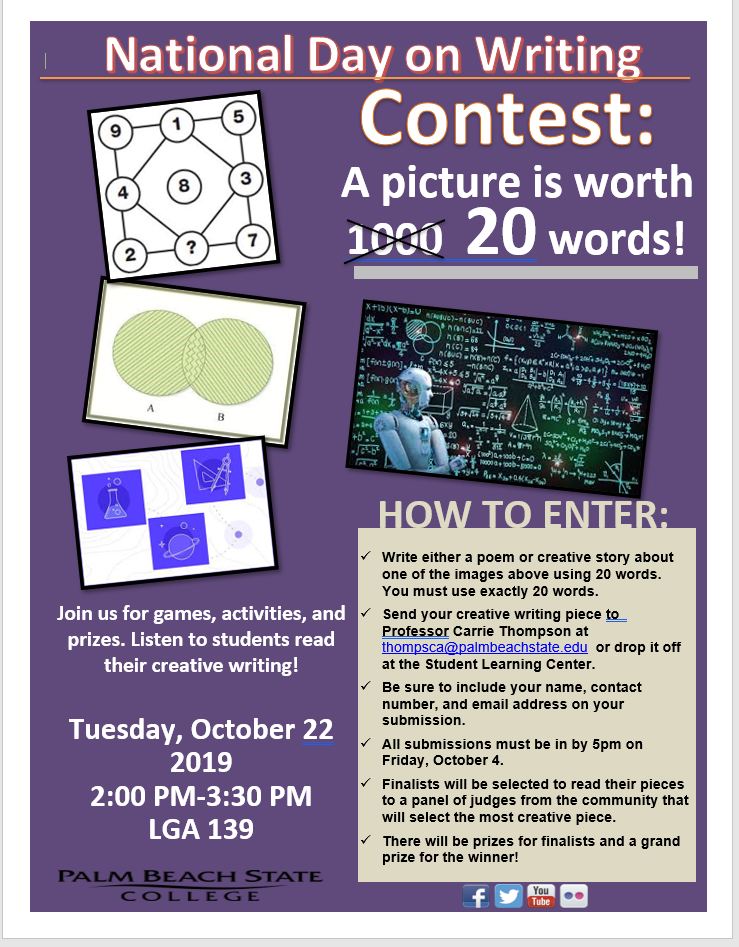 National Day on Writing
Contest:
A picture is worth
1000 20 words!
9 1 5
4 8 3
2 ? 7
A B
HOW TO ENTER:
✓ Write either a poem or creative story about
one of the images above using 20 words.
You must use exactly 20 words.
✓ Send your creative writing piece to
Professor Carrie Thompson at
thompsca@palmbeachstate.edu or drop it off
at the Student Learning Center.
✓ Be sure to include your name, contact
number, and email address on your
submission.
✓ All submissions must be in by 5pm on
Friday, October 4.
✓ Finalists will be selected to read their pieces
to a panel of judges from the community that
will select the most creative piece.
✓ There will be prizes for finalists and a grand
prize for the winner!
Join us for games, activities, and
prizes. Listen to students read
their creative writing!
Tuesday, October 22
2019
2:00 PM-3:30 PM
LGA 139
PALM BEACH STATE
COLLEGE
f
You
Tube